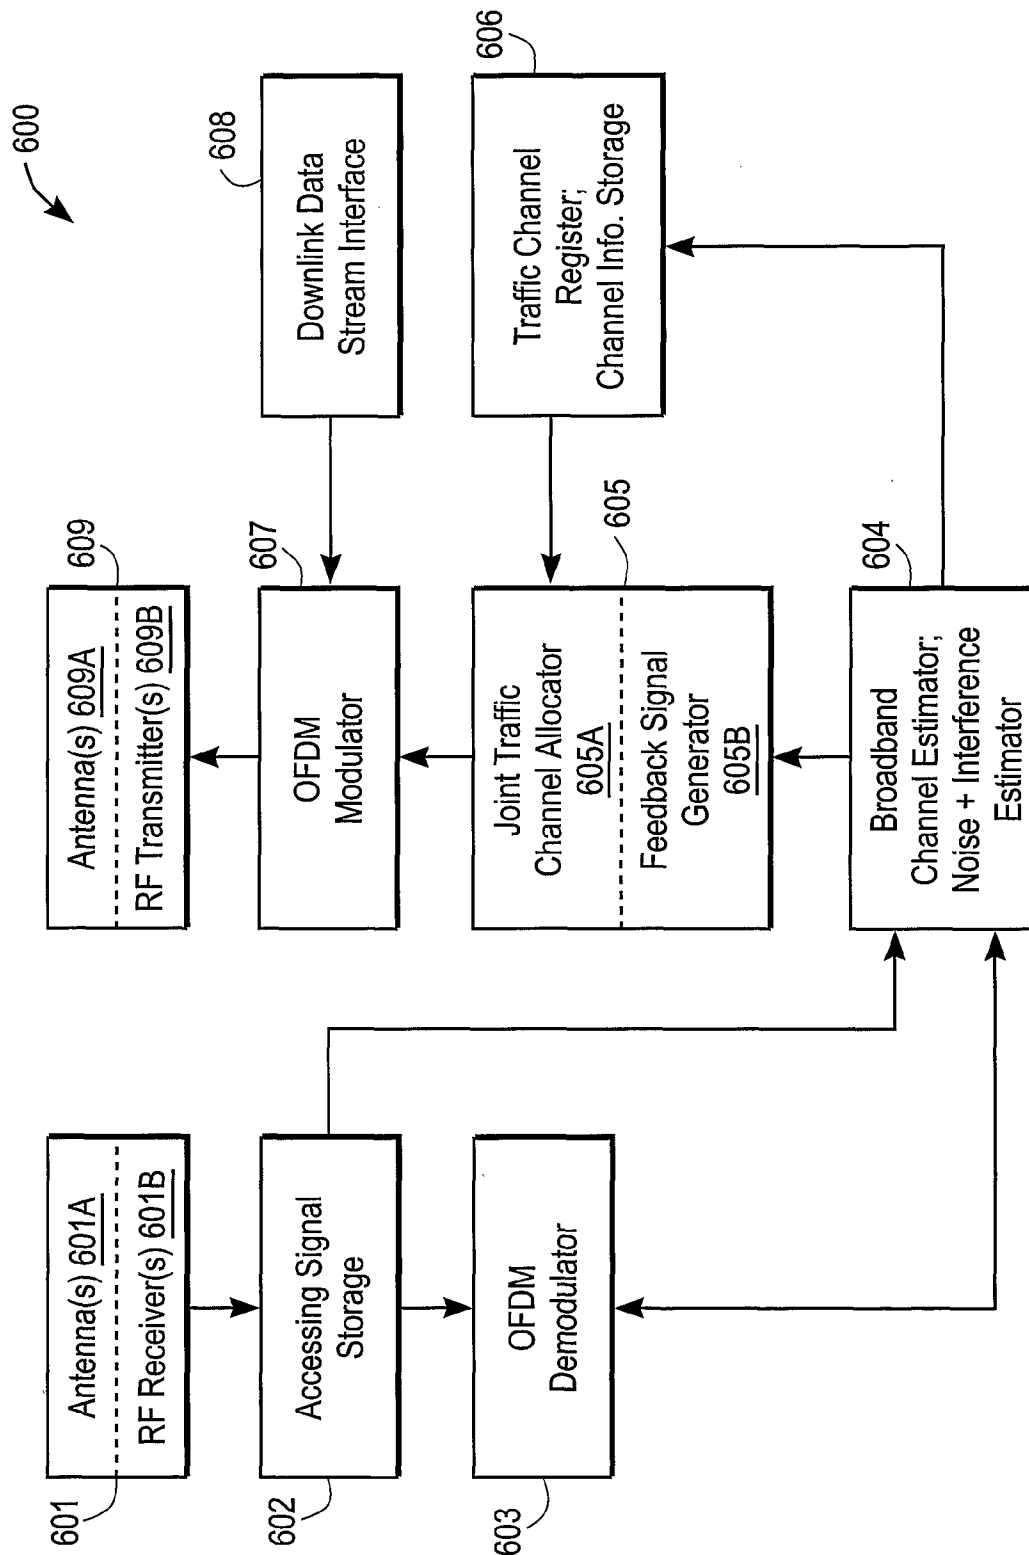 600
601
Antenna(s) 601A
RF Receiver(s) 601B
602
Accessing Signal
Storage
603
OFDM
Demodulator
609
Antenna(s) 609A
RF Transmitter(s) 609B
607
OFDM
Modulator
605
Joint Traffic
Channel Allocator
605A
Feedback Signal
Generator
605B
604
Broadband
Channel Estimator;
Noise + Interference
Estimator
608
Downlink Data
Stream Interface
606
Traffic Channel
Register;
Channel Info. Storage